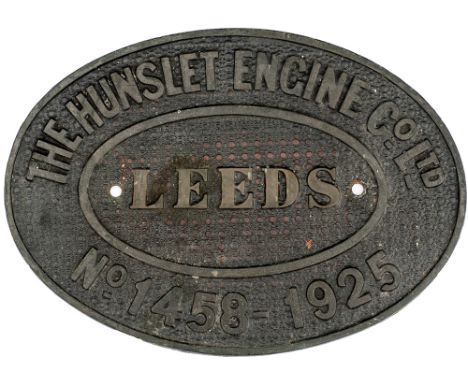 THE HUNSLET ENGINE CO LTD
LEEDS
NO 1458-1925